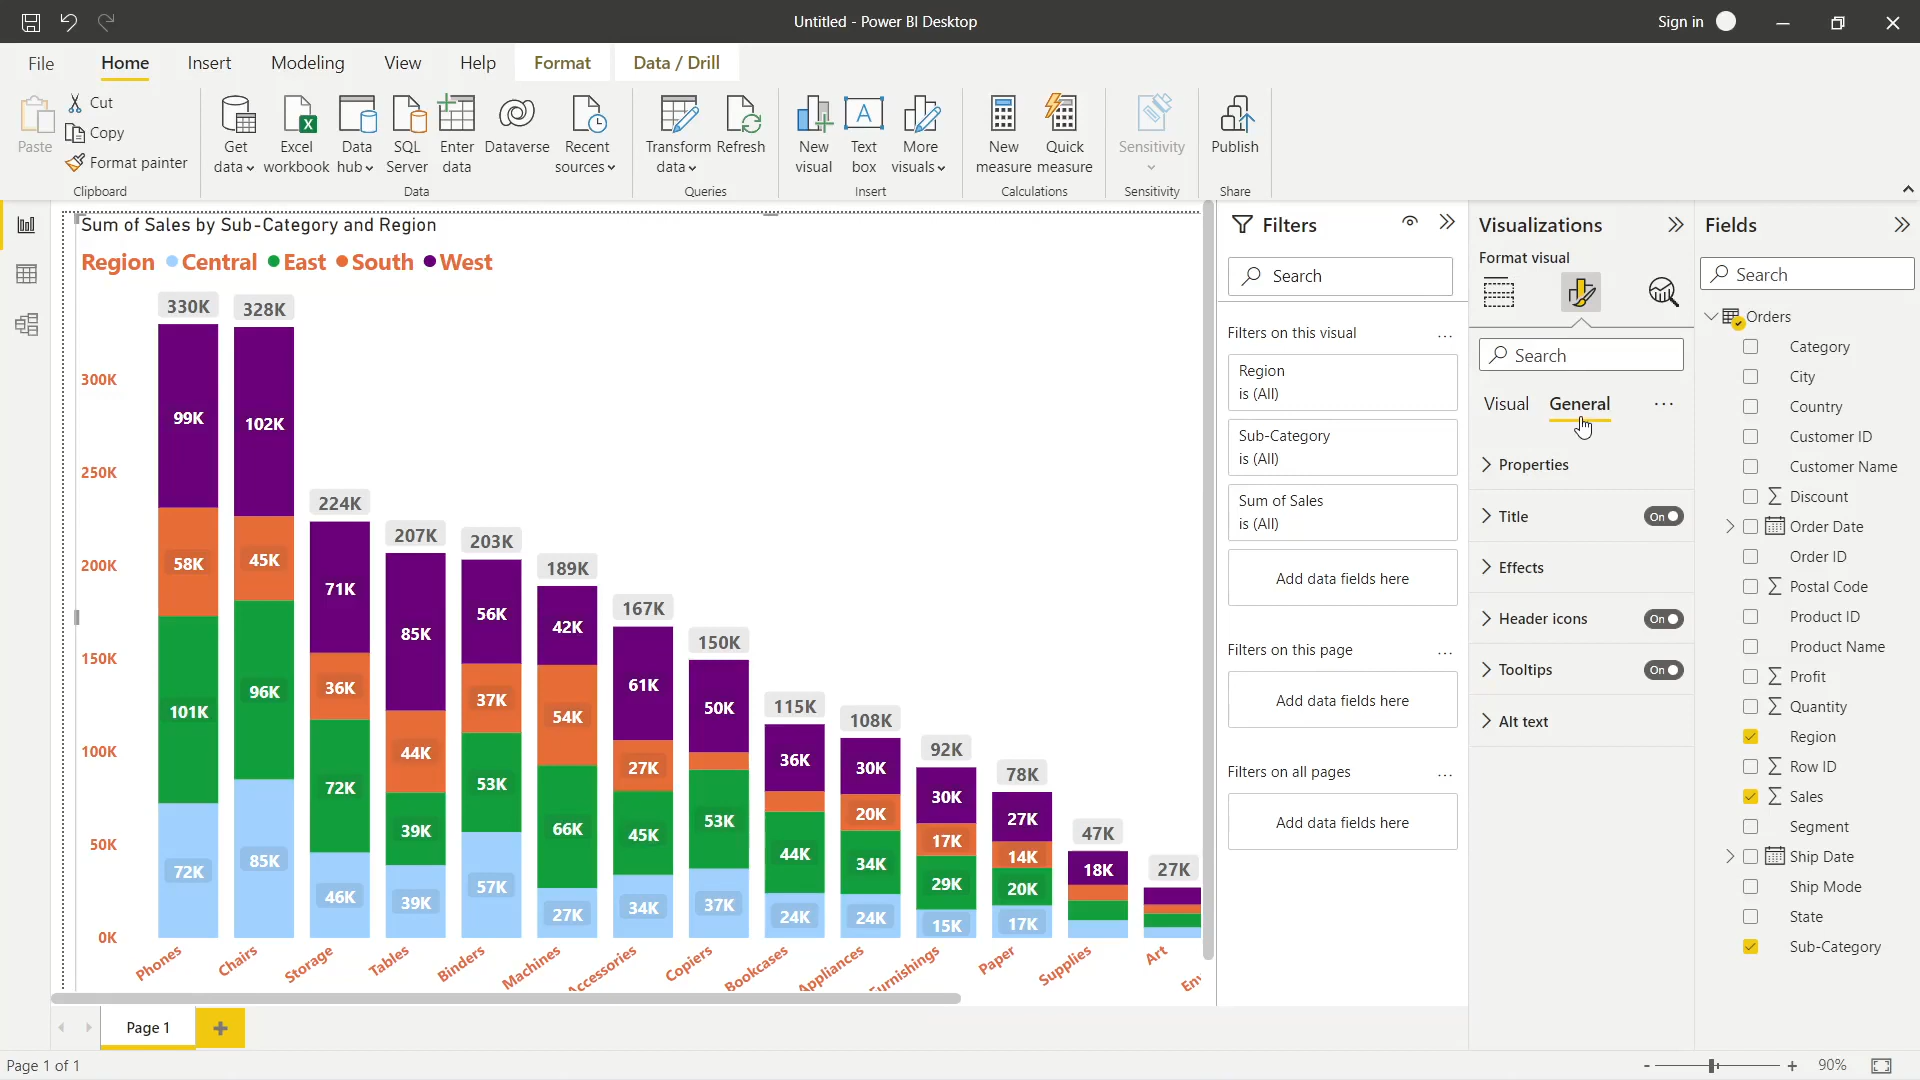 Untitled - Power BI Desktop
Sign in
File Home Insert Modeling View Help Format Data / Drill
Paste
Cut
Copy
Format painter
Clipboard
Get data
Excel workbook
Data hub
SQL Server
Enter data
Dataverse
Recent sources
Data
Transform data
Refresh
Queries
New visual
Text box
More visuals
Insert
New measure
Quick measure
Calculations
Sensitivity
Sensitivity
Publish
Share
Sum of Sales by Sub-Category and Region
Region Central East South West
300K
250K
200K
150K
100K
50K
0K
330K 99K 58K 101K 72K
328K 102K 45K 96K 85K
224K 71K 36K 72K 46K
207K 85K 44K 39K 39K
203K 56K 37K 53K 57K
189K 42K 54K 66K 27K
167K 61K 27K 45K 34K
150K 50K 53K 37K
115K 36K 44K 24K
108K 30K 20K 34K 24K
92K 30K 17K 29K 15K
78K 27K 14K 20K 17K
47K 18K
27K
Phones
Chairs
Storage
Tables
Binders
Machines
ccessories
Copiers
Bookcases
Appliances
urnishings
Paper
Supplies
Art
En
Page 1
Page 1 of 1
90%
Filters
Search
Filters on this visual
Region
is (All)
Sub-Category
is (All)
Sum of Sales
is (All)
Add data fields here
Filters on this page
Add data fields here
Filters on all pages
Add data fields here
Visualizations
Format visual
Search
Visual General
Properties
Title On
Effects
Header icons On
Tooltips On
Alt text
Fields
Search
Orders
Category
City
Country
Customer ID
Customer Name
Discount
Order Date
Order ID
Postal Code
Product ID
Product Name
Profit
Quantity
Region
Row ID
Sales
Segment
Ship Date
Ship Mode
State
Sub-Category